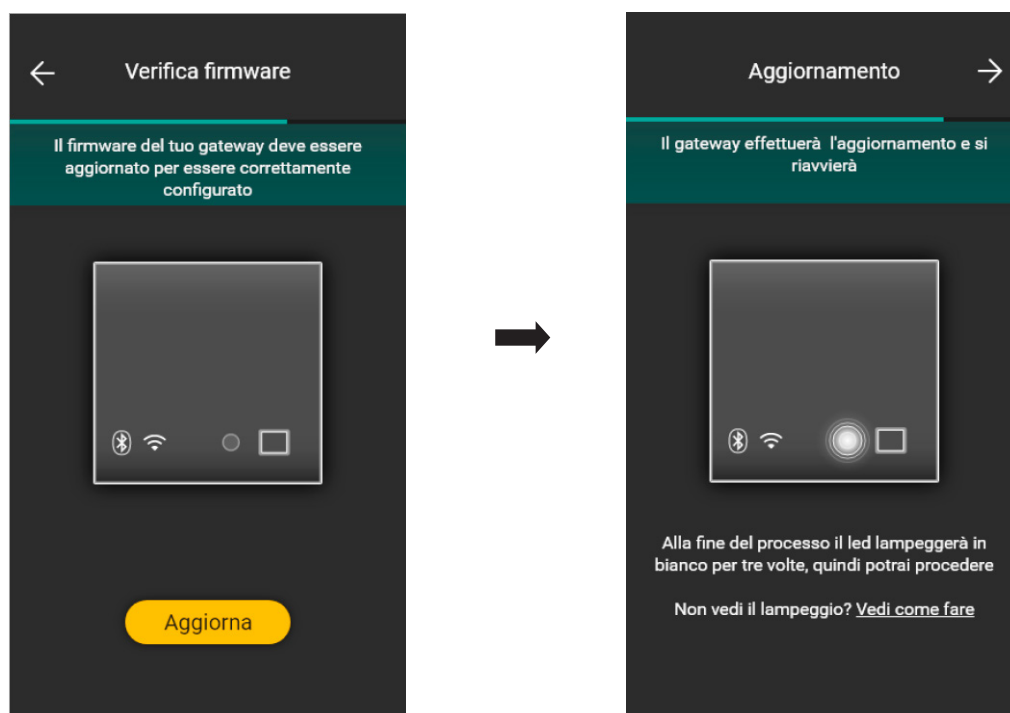 Verifica firmware
Il firmware del tuo gateway deve essere
aggiornato per essere correttamente
configurato
Aggiorna
Aggiornamento
Il gateway effettuerà l'aggiornamento e si
riavvierà
Alla fine del processo il led lampeggerà in
bianco per tre volte, quindi potrai procedere
Non vedi il lampeggio? Vedi come fare